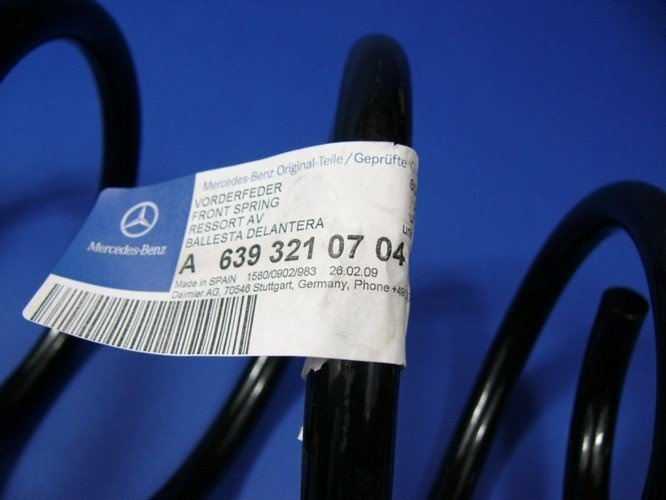 Mercedes-Benz
Mercedes-Benz Original-Teile / Geprüfte
VORDERFEDER
FRONT SPRING
RESSORT AV
BALLESTA DELANTERA
A 639 321 07 04
Made in SPAIN 1580/0902/983 26.02.09
Daimler AG, 70546 Stuttgart, Germany, Phone